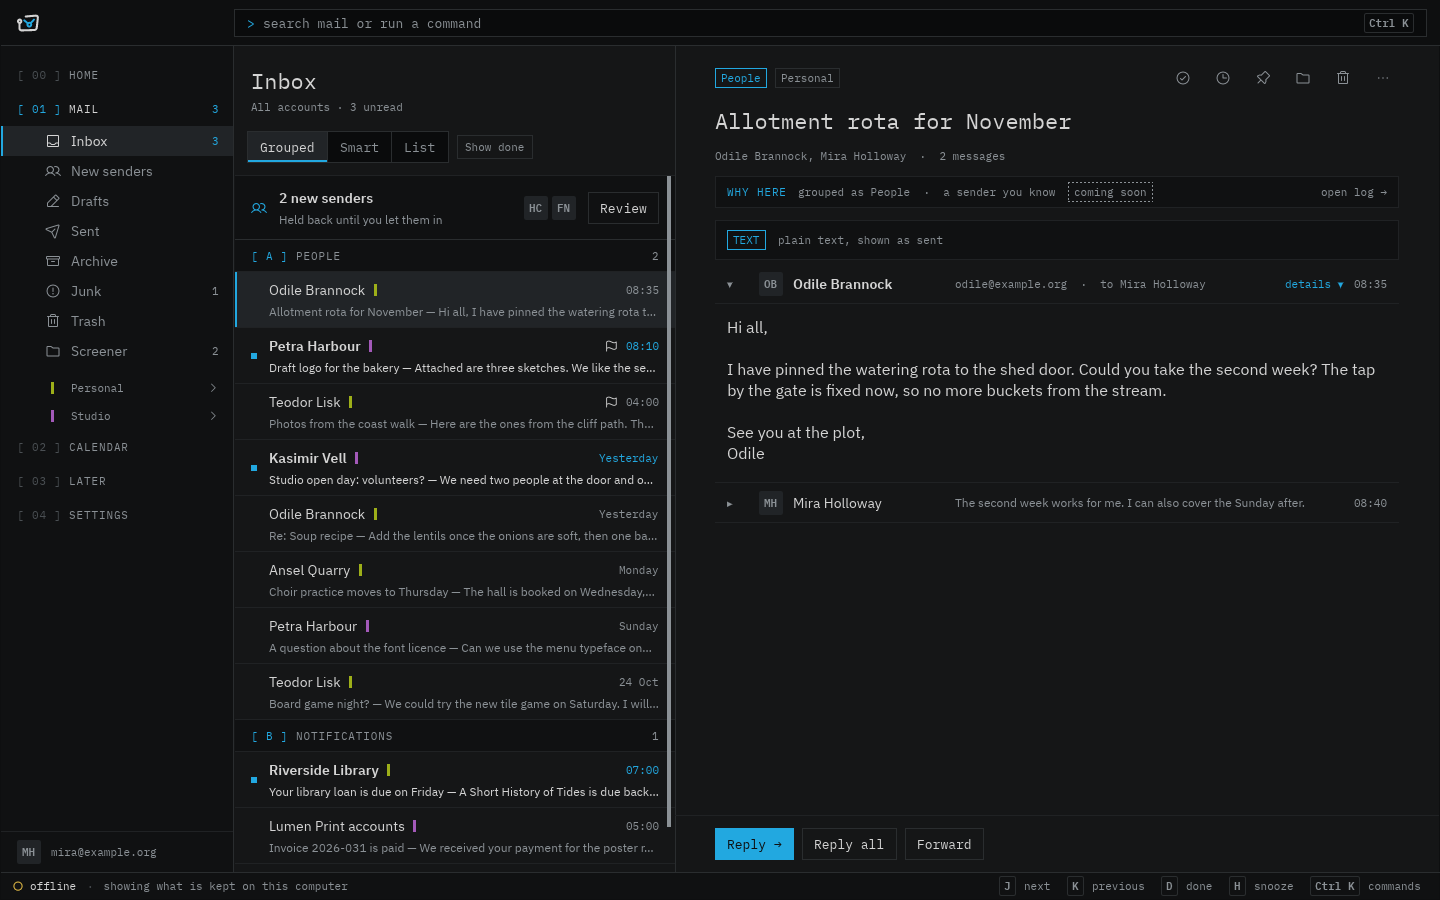 > search mail or run a command
Ctrl K
[ 00 ] HOME
[ 01 ] MAIL 3
Inbox 3
New senders
Drafts
Sent
Archive
Junk 1
Trash
Screener 2
Personal
Studio
[ 02 ] CALENDAR
[ 03 ] LATER
[ 04 ] SETTINGS
MH mira@example.org
Inbox
All accounts · 3 unread
Grouped Smart List Show done
2 new senders
Held back until you let them in
HC FN Review
[ A ] PEOPLE 2
Odile Brannock 08:35
Allotment rota for November — Hi all, I have pinned the watering rota t...
Petra Harbour 08:10
Draft logo for the bakery — Attached are three sketches. We like the se...
Teodor Lisk 04:00
Photos from the coast walk — Here are the ones from the cliff path. Th...
Kasimir Vell Yesterday
Studio open day: volunteers? — We need two people at the door and o...
Odile Brannock Yesterday
Re: Soup recipe — Add the lentils once the onions are soft, then one ba...
Ansel Quarry Monday
Choir practice moves to Thursday — The hall is booked on Wednesday,...
Petra Harbour Sunday
A question about the font licence — Can we use the menu typeface on...
Teodor Lisk 24 Oct
Board game night? — We could try the new tile game on Saturday. I will...
[ B ] NOTIFICATIONS 1
Riverside Library 07:00
Your library loan is due on Friday — A Short History of Tides is due back...
Lumen Print accounts 05:00
Invoice 2026-031 is paid — We received your payment for the poster r...
People Personal
Allotment rota for November
Odile Brannock, Mira Holloway · 2 messages
WHY HERE grouped as People · a sender you know coming soon open log →
TEXT plain text, shown as sent
▾ OB Odile Brannock odile@example.org · to Mira Holloway details ▾ 08:35
Hi all,
I have pinned the watering rota to the shed door. Could you take the second week? The tap
by the gate is fixed now, so no more buckets from the stream.
See you at the plot,
Odile
▸ MH Mira Holloway The second week works for me. I can also cover the Sunday after. 08:40
Reply → Reply all Forward
offline · showing what is kept on this computer
J next K previous D done H snooze Ctrl K commands